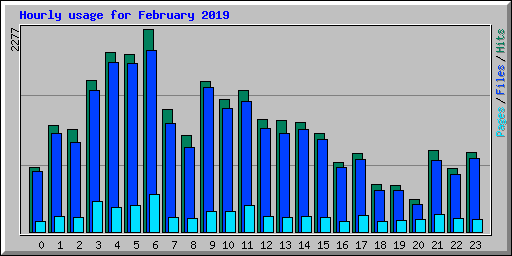 Hourly usage for February 2019
2277
Pages/Files/Hits
0 1 2 3 4 5 6 7 8 9 10 11 12 13 14 15 16 17 18 19 20 21 22 23